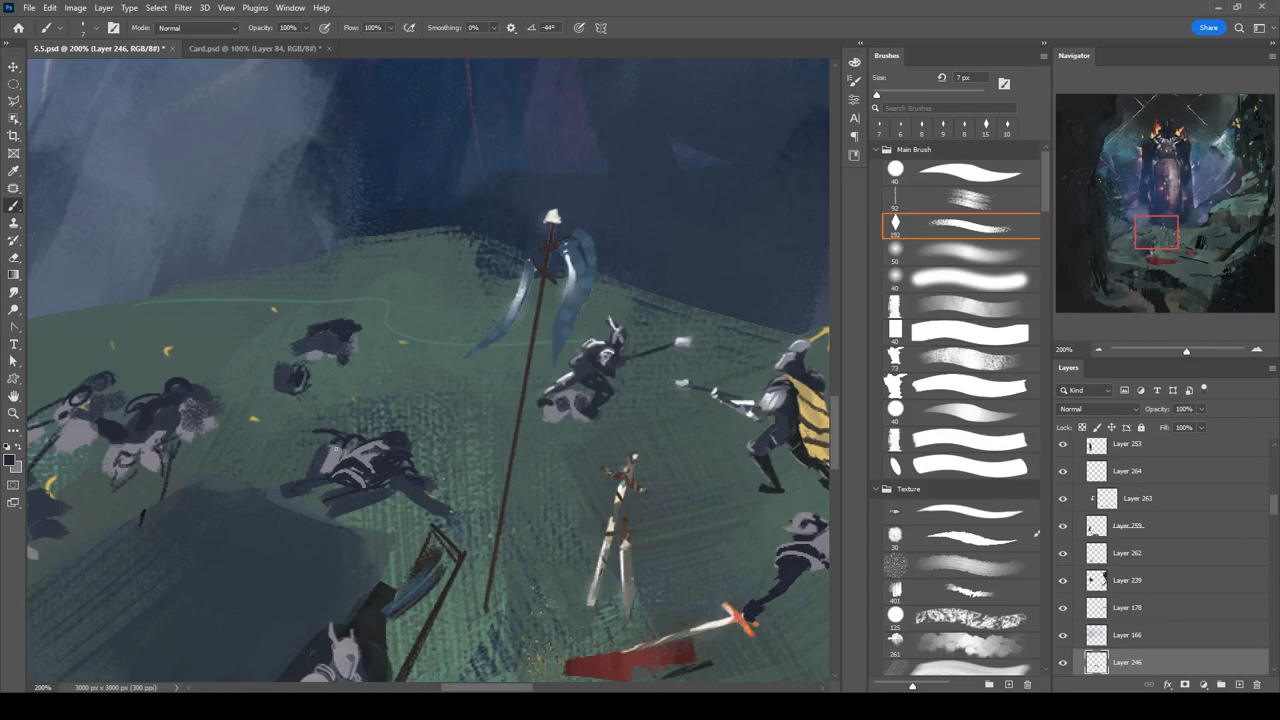 Ps File Edit Image Layer Type Select Filter 3D View Plugins Window Help
Mode: Normal Opacity: 100% Flow: 100% Smoothing: 0% -44° Share
5.5.psd @ 200% (Layer 246, RGB/8#) * × Card.psd @ 100% (Layer 84, RGB/8#) * ×
Brushes
Size: 7 px
Search Brushes
7 6 8 9 8 15 10
Main Brush
40
92
192
50
40
40
73
40
Texture
30
401
125
261
Navigator
200%
Layers
Kind
Normal Opacity: 100%
Lock: Fill: 100%
Layer 253
Layer 264
Layer 263
Layer 259
Layer 262
Layer 239
Layer 178
Layer 166
Layer 246
200% 3000 px x 3000 px (300 ppi)